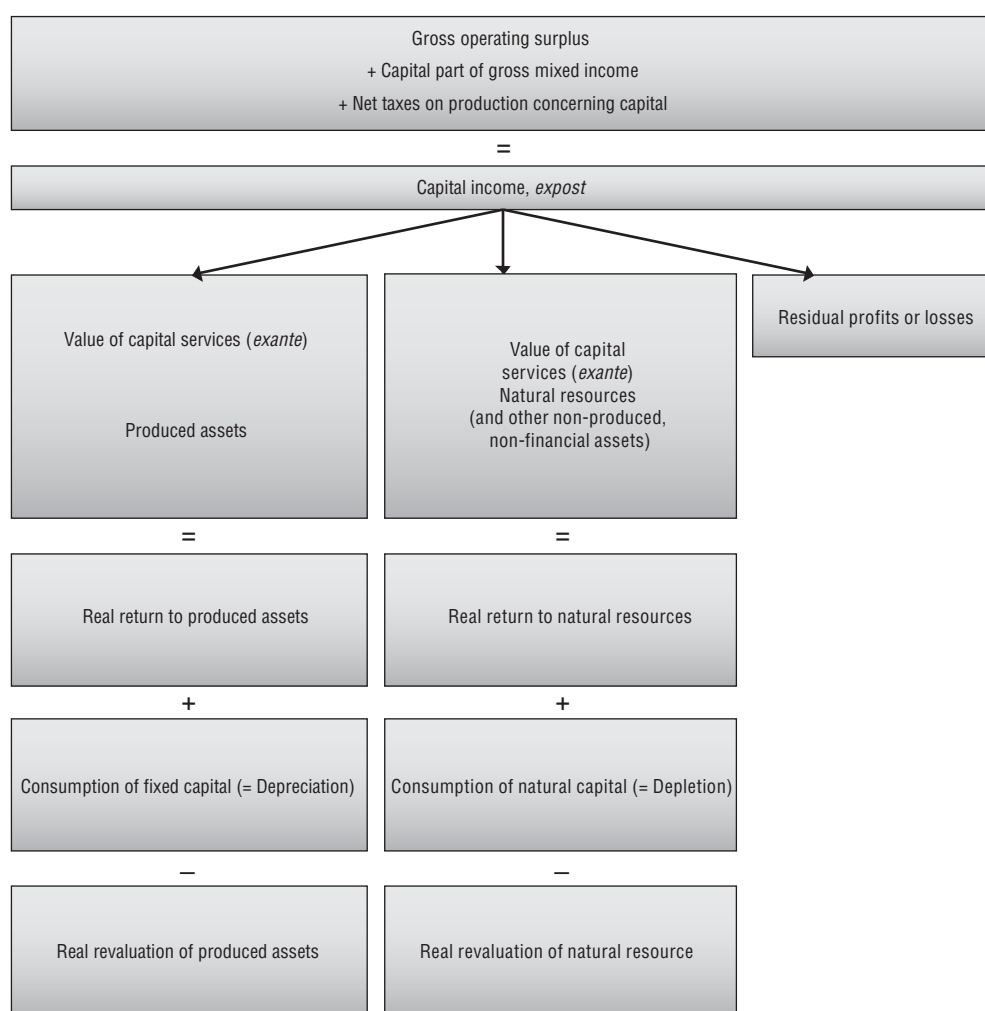 Gross operating surplus
+ Capital part of gross mixed income
+ Net taxes on production concerning capital
=
Capital income, expost
Value of capital services (exante)
Produced assets
Value of capital
services (exante)
Natural resources
(and other non-produced,
non-financial assets)
Residual profits or losses
=
=
Real return to produced assets
Real return to natural resources
+
+
Consumption of fixed capital (= Depreciation)
Consumption of natural capital (= Depletion)
–
–
Real revaluation of produced assets
Real revaluation of natural resource